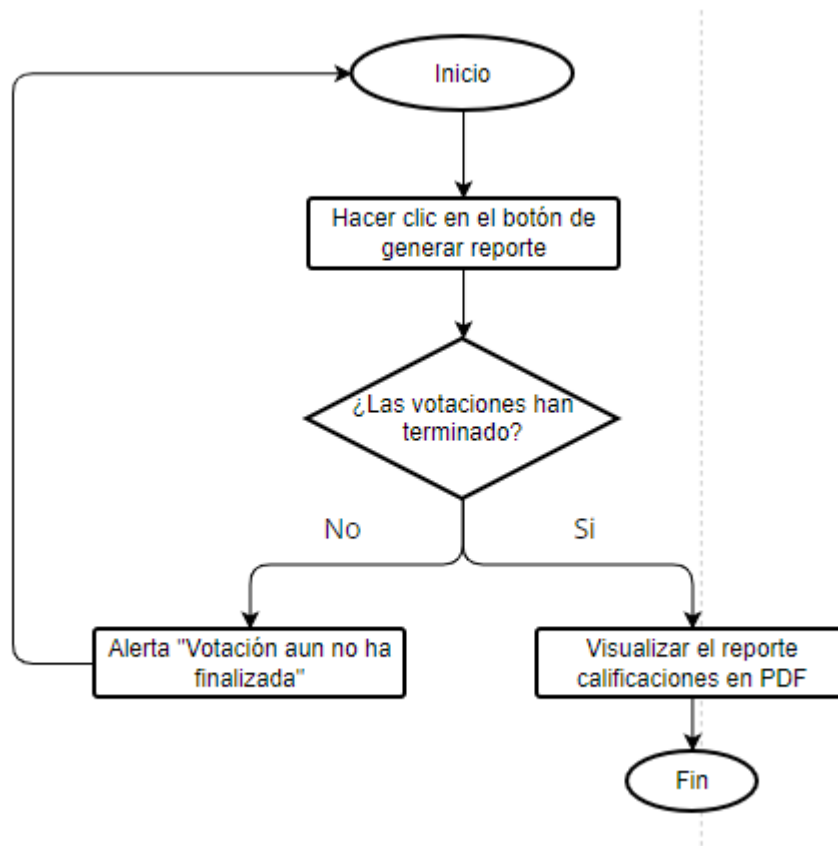 Inicio
Hacer clic en el botón de
generar reporte
¿Las votaciones han
terminado?
No
Si
Alerta "Votación aun no ha
finalizada"
Visualizar el reporte
calificaciones en PDF
Fin